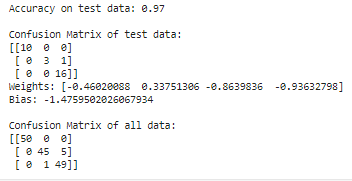 Accuracy on test data: 0.97
Confusion Matrix of test data:
[[10 0 0]
[ 0 3 1]
[ 0 0 16]]
Weights: [-0.46020088 0.33751306 -0.8639836 -0.93632798]
Bias: -1.4759502026067934
Confusion Matrix of all data:
[[50 0 0]
[ 0 45 5]
[ 0 1 49]]